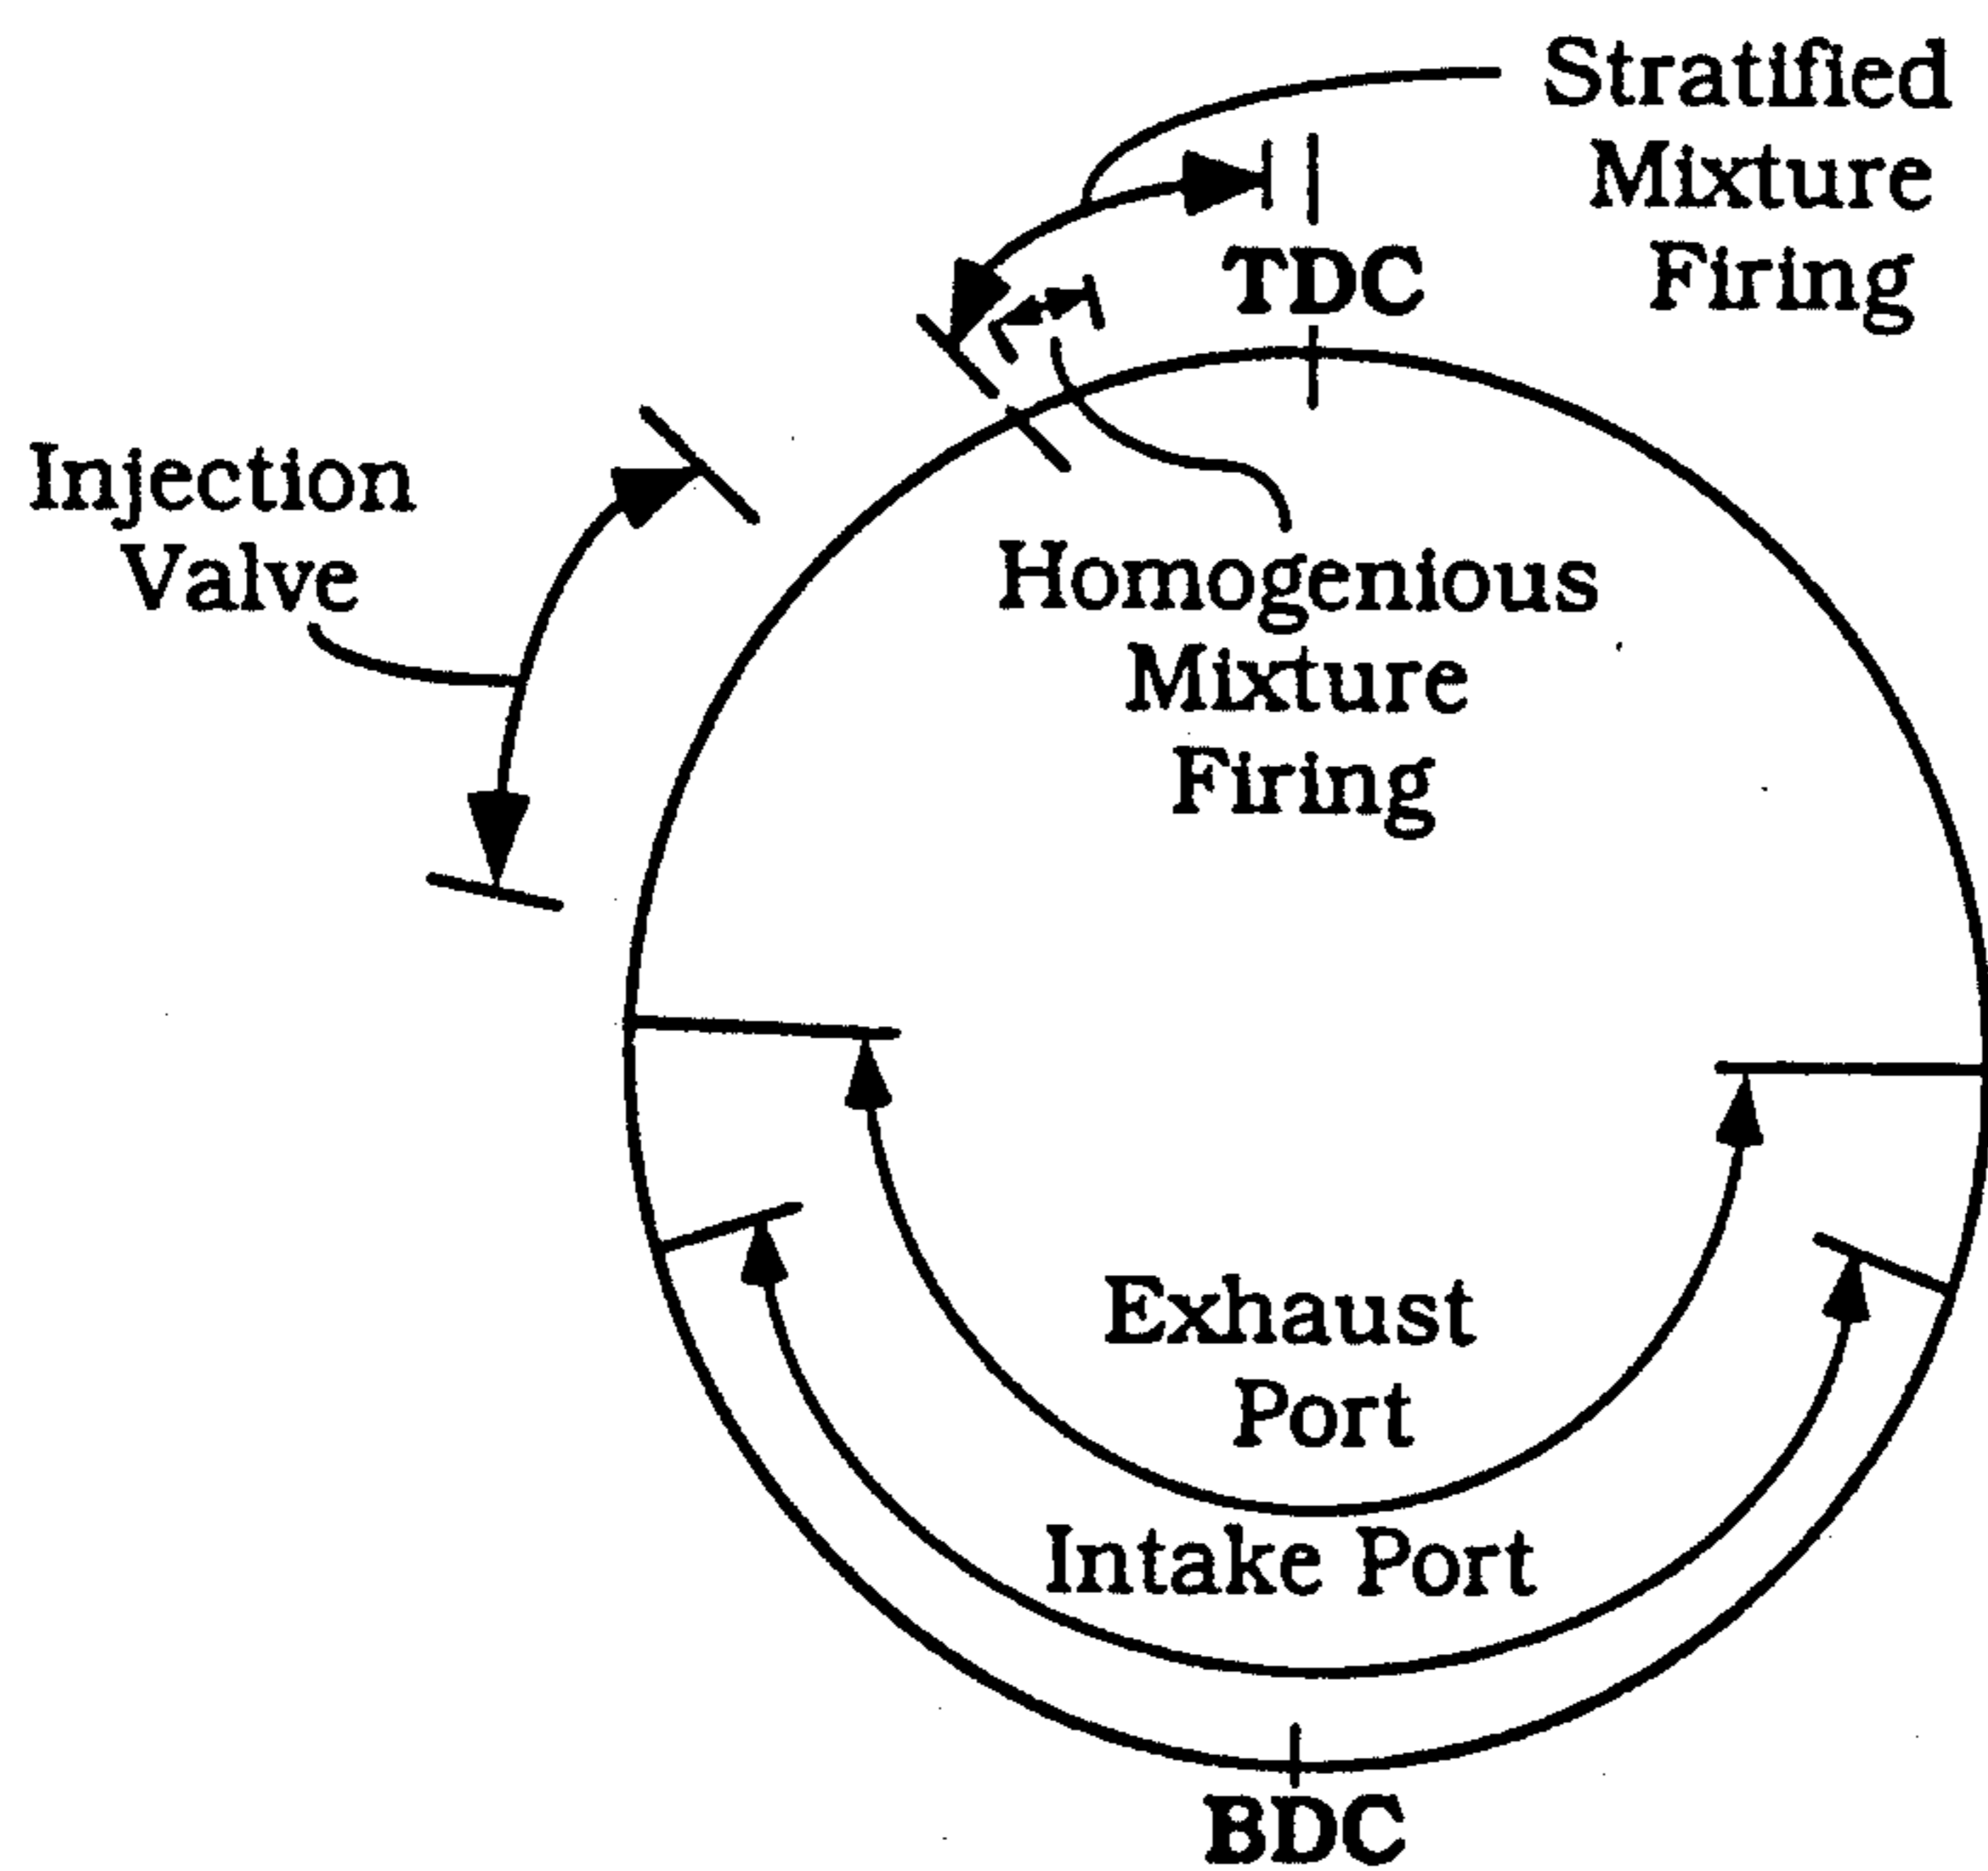 Stratified
Mixture
Firing
TDC
Injection
Valve
Homogenious
Mixture
Firing
Exhaust
Port
Intake Port
BDC